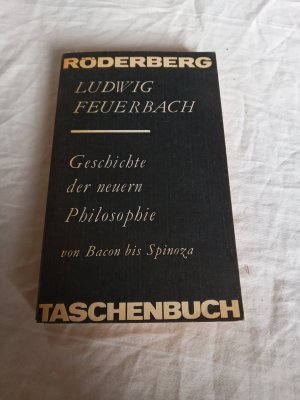 RÖDERBERG
LUDWIG
FEUERBACH
Geschichte
der neuern
Philosophie
von Bacon bis Spinoza
TASCHENBUCH